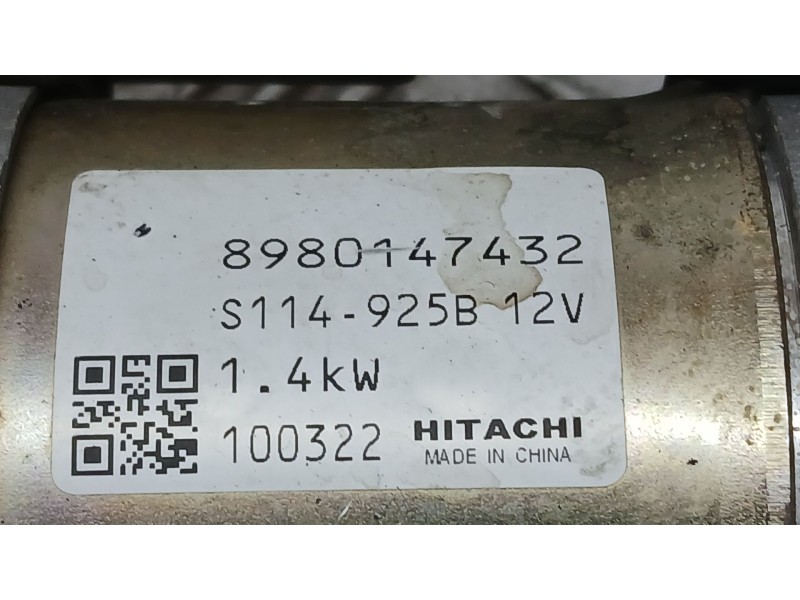 8980147432
S114-925B 12V
1.4kW
100322 HITACHI
MADE IN CHINA